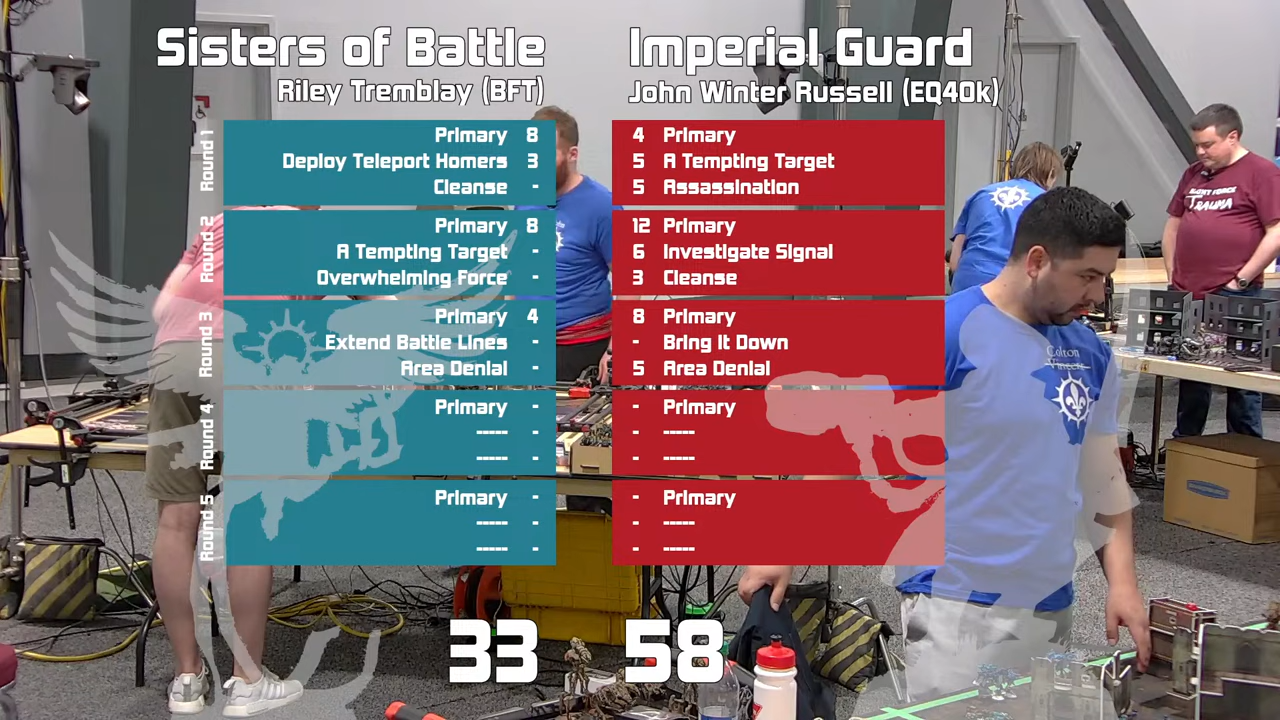 Sisters of Battle
Riley Tremblay (BFT)
Imperial Guard
John Winter Russell (EQ40k)
Round 1
Primary 8
Deploy Teleport Homers 3
Cleanse -
4 Primary
5 A Tempting Target
5 Assassination
Round 2
Primary 8
A Tempting Target -
Overwhelming Force -
12 Primary
6 Investigate Signal
3 Cleanse
Round 3
Primary 4
Extend Battle Lines -
Area Denial -
8 Primary
- Bring It Down
5 Area Denial
Round 4
Primary -
----- -
----- -
- Primary
- -----
- -----
Round 5
Primary -
----- -
----- -
- Primary
- -----
- -----
33
58
Colton
TRAUMA